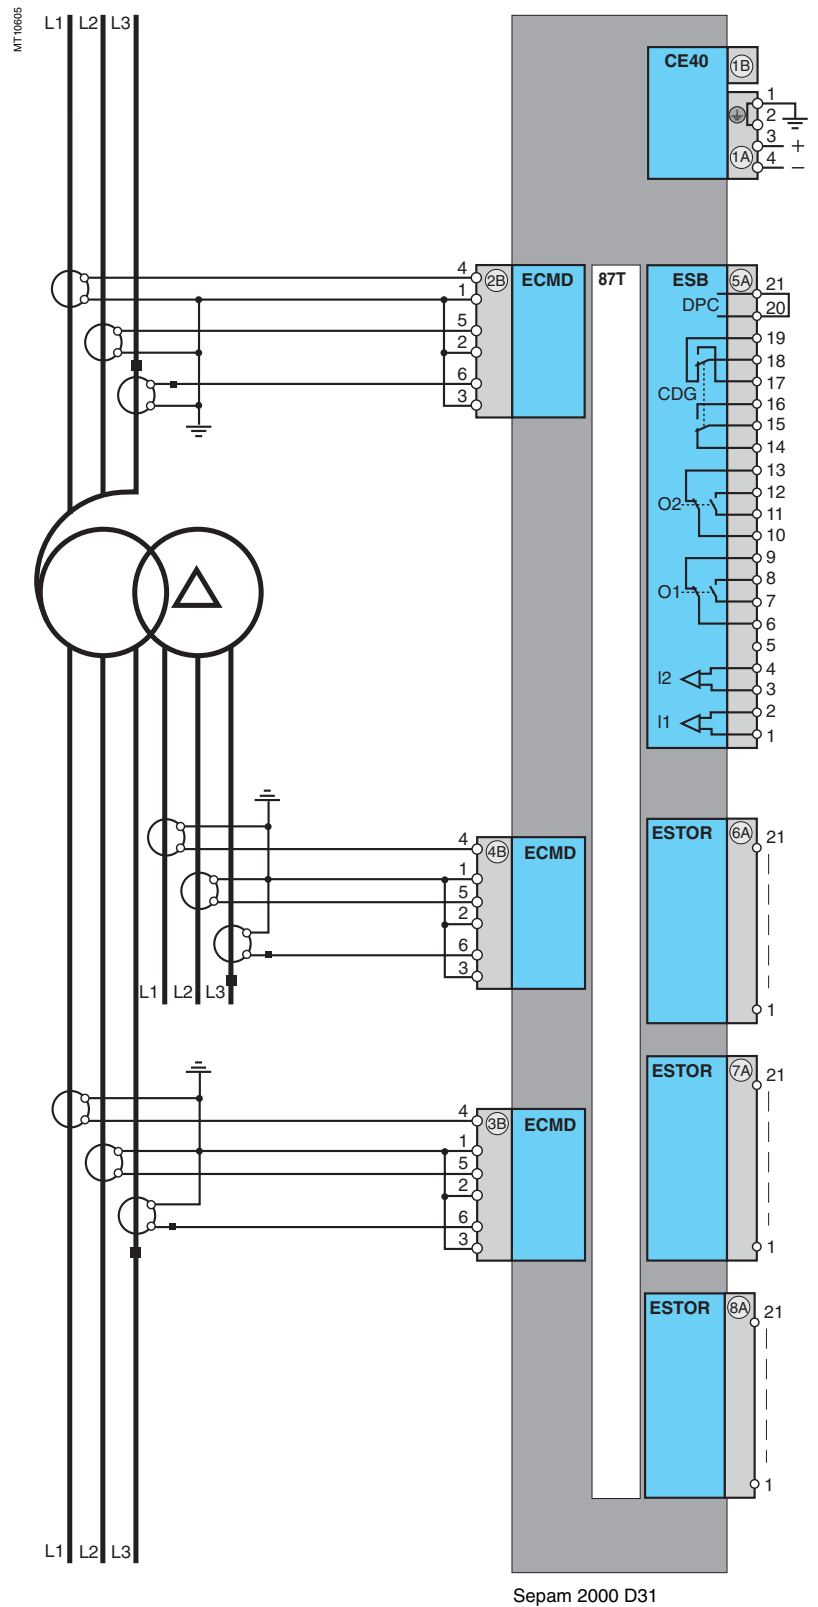 MT10605
L1 L2 L3
CE40
1B
1
2
3 +
1A
4 −
4
2B
ECMD
87T
ESB
5A
21
1
DPC
20
5
19
2
18
6
17
CDG
3
16
15
14
13
12
O2
11
10
9
8
O1
7
6
5
4
I2
3
2
I1
1
4
4B
ECMD
1
5
2
6
3
L1 L2 L3
ESTOR
6A
21
1
ESTOR
7A
21
1
4
3B
ECMD
1
5
2
6
3
ESTOR
8A
21
1
L1 L2 L3
Sepam 2000 D31